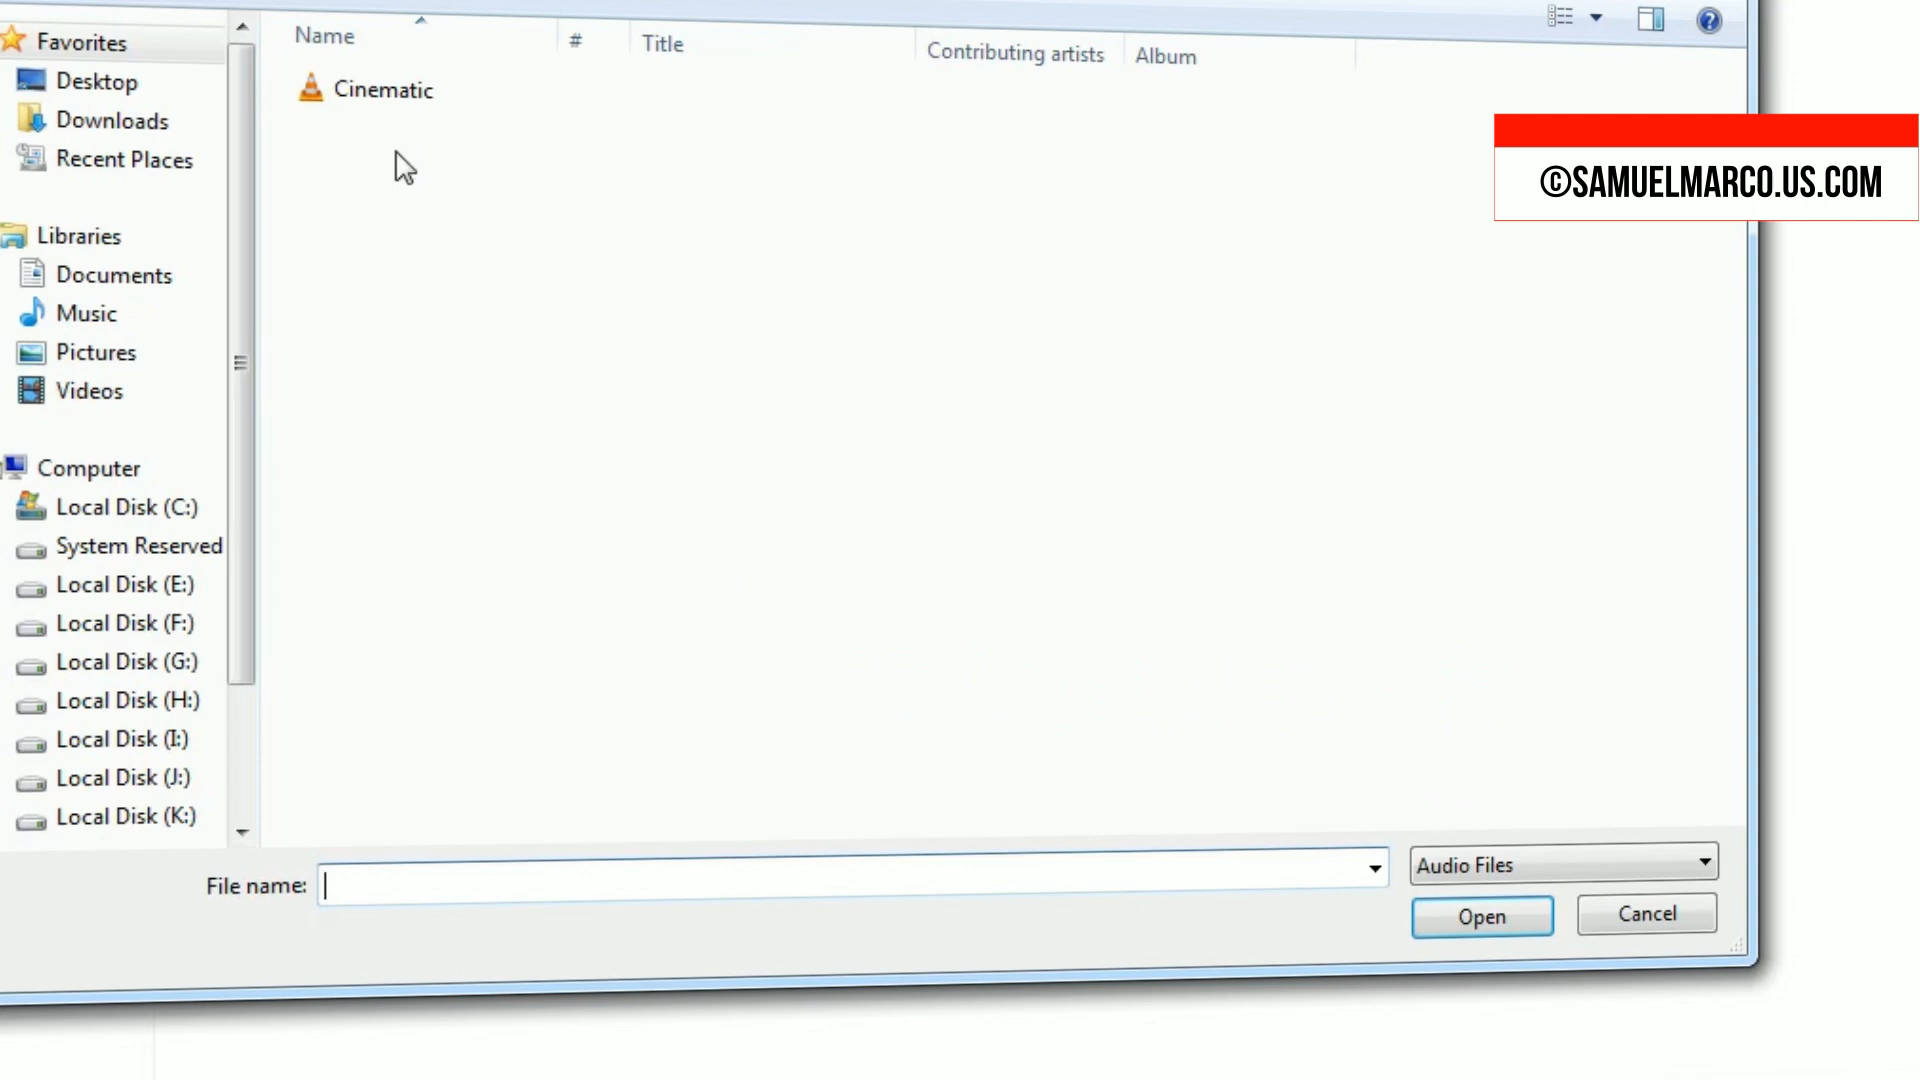 Favorites
Desktop
Downloads
Recent Places
Libraries
Documents
Music
Pictures
Videos
Computer
Local Disk (C:)
System Reserved
Local Disk (E:)
Local Disk (F:)
Local Disk (G:)
Local Disk (H:)
Local Disk (I:)
Local Disk (J:)
Local Disk (K:)
Name # Title Contributing artists Album
Cinematic
©SAMUELMARCO.US.COM
File name: Audio Files
Open Cancel